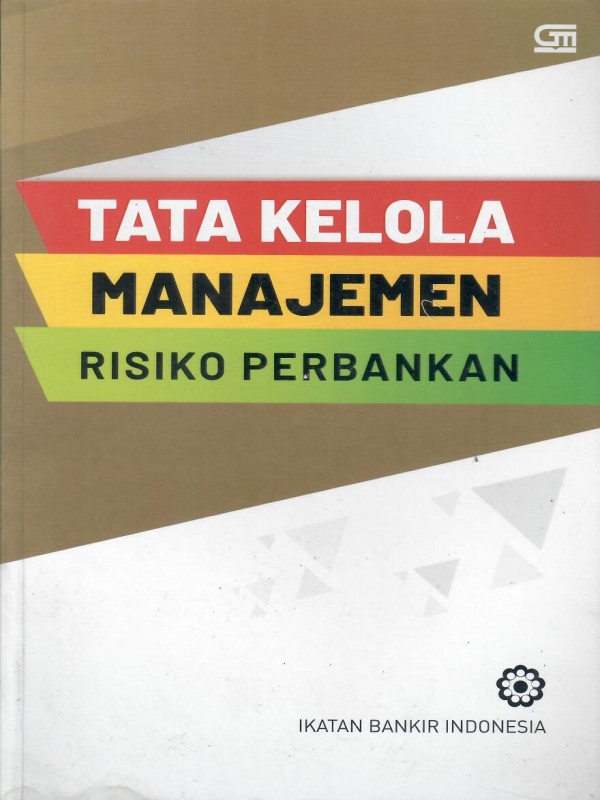 TATA KELOLA
MANAJEMEN
RISIKO PERBANKAN
IKATAN BANKIR INDONESIA